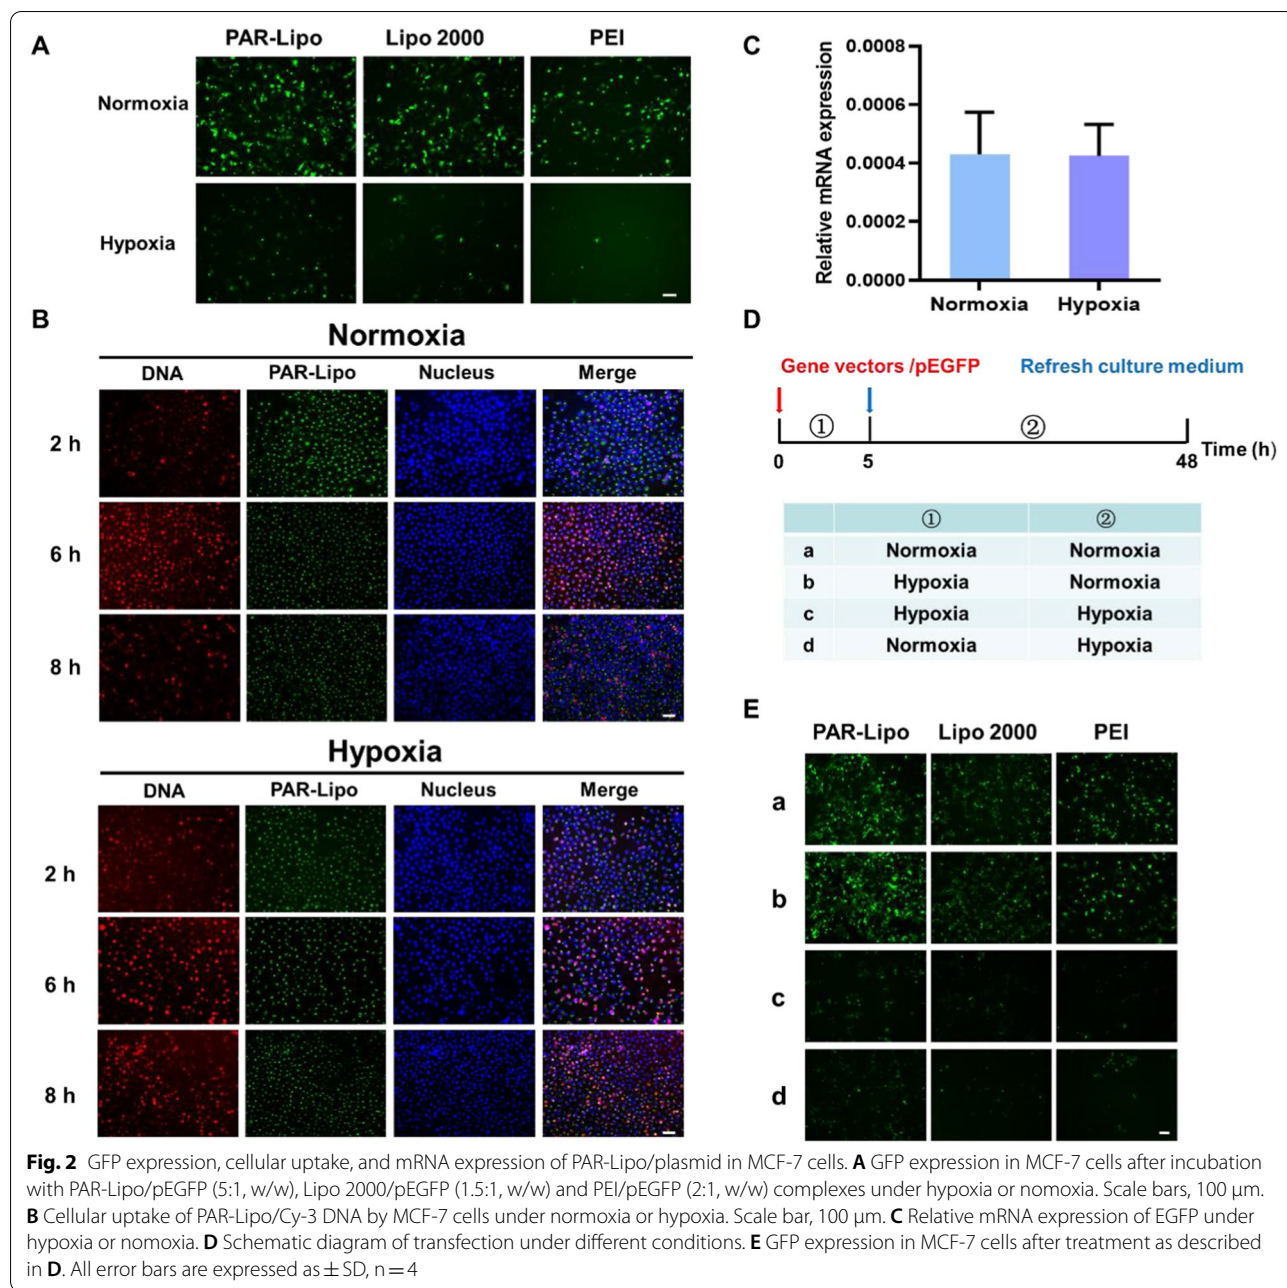 A
PAR-Lipo Lipo 2000 PEI
Normoxia
Hypoxia
B
Normoxia
DNA PAR-Lipo Nucleus Merge
2 h
6 h
8 h
Hypoxia
DNA PAR-Lipo Nucleus Merge
2 h
6 h
8 h
C
Relative mRNA expression
0.0008
0.0006
0.0004
0.0002
0.0000
Normoxia Hypoxia
D
Gene vectors /pEGFP Refresh culture medium
① ②
0 5 48 Time (h)
① ②
a Normoxia Normoxia
b Hypoxia Normoxia
c Hypoxia Hypoxia
d Normoxia Hypoxia
E
PAR-Lipo Lipo 2000 PEI
a
b
c
d
Fig. 2 GFP expression, cellular uptake, and mRNA expression of PAR-Lipo/plasmid in MCF-7 cells. A GFP expression in MCF-7 cells after incubation
with PAR-Lipo/pEGFP (5:1, w/w), Lipo 2000/pEGFP (1.5:1, w/w) and PEI/pEGFP (2:1, w/w) complexes under hypoxia or nomoxia. Scale bars, 100 μm.
B Cellular uptake of PAR-Lipo/Cy-3 DNA by MCF-7 cells under normoxia or hypoxia. Scale bar, 100 μm. C Relative mRNA expression of EGFP under
hypoxia or nomoxia. D Schematic diagram of transfection under different conditions. E GFP expression in MCF-7 cells after treatment as described
in D. All error bars are expressed as ± SD, n = 4